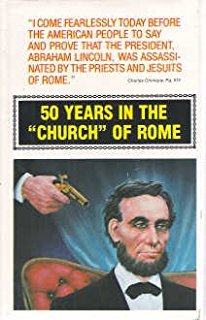 "I COME FEARLESSLY TODAY BEFORE
THE AMERICAN PEOPLE TO SAY
AND PROVE THAT THE PRESIDENT,
ABRAHAM LINCOLN, WAS ASSASSI-
NATED BY THE PRIESTS AND JESUITS
OF ROME."
Charles Chiniquy, Pg.
50 YEARS IN THE
"CHURCH" OF ROME